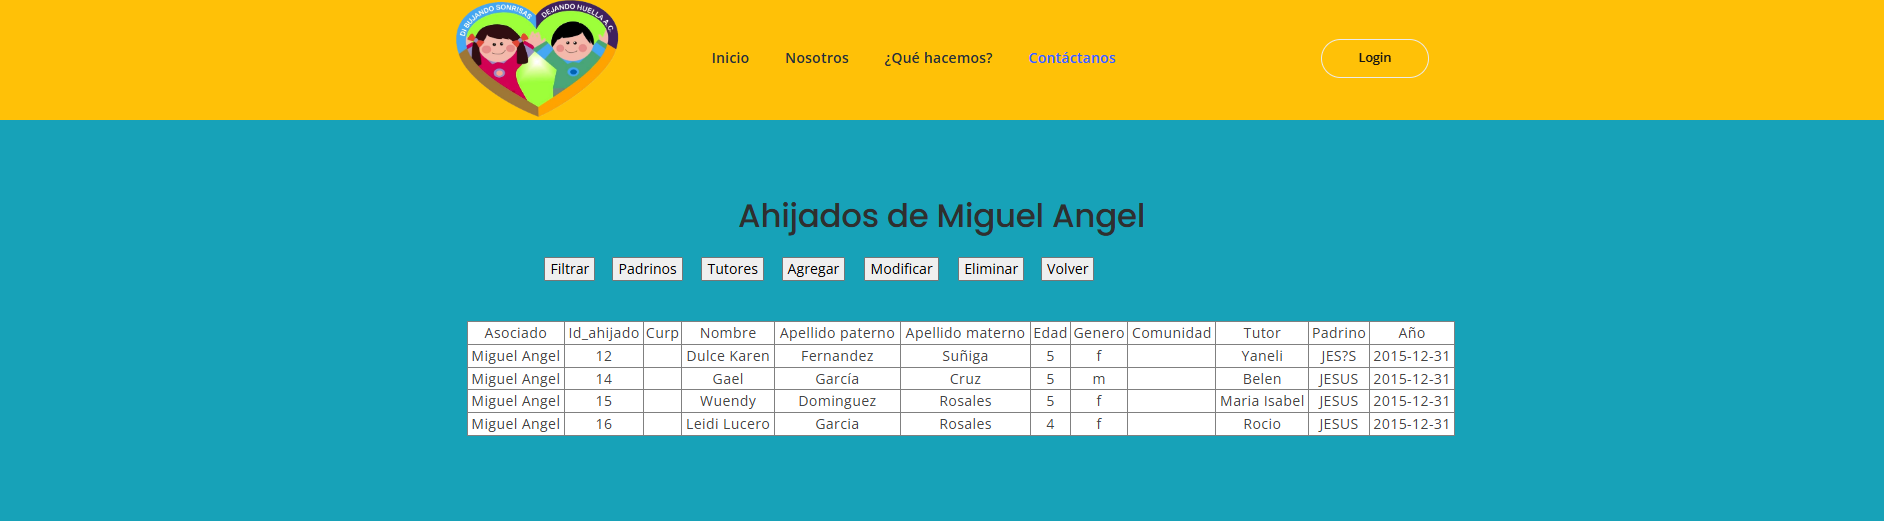 DIBUJANDO SONRISAS DEJANDO HUELLA A.C.
Inicio Nosotros ¿Qué hacemos? Contáctanos Login
Ahijados de Miguel Angel
Filtrar Padrinos Tutores Agregar Modificar Eliminar Volver
Asociado Id_ahijado Curp Nombre Apellido paterno Apellido materno Edad Genero Comunidad Tutor Padrino Año
Miguel Angel 12 Dulce Karen Fernandez Suñiga 5 f Yaneli JES?S 2015-12-31
Miguel Angel 14 Gael García Cruz 5 m Belen JESUS 2015-12-31
Miguel Angel 15 Wuendy Dominguez Rosales 5 f Maria Isabel JESUS 2015-12-31
Miguel Angel 16 Leidi Lucero Garcia Rosales 4 f Rocio JESUS 2015-12-31